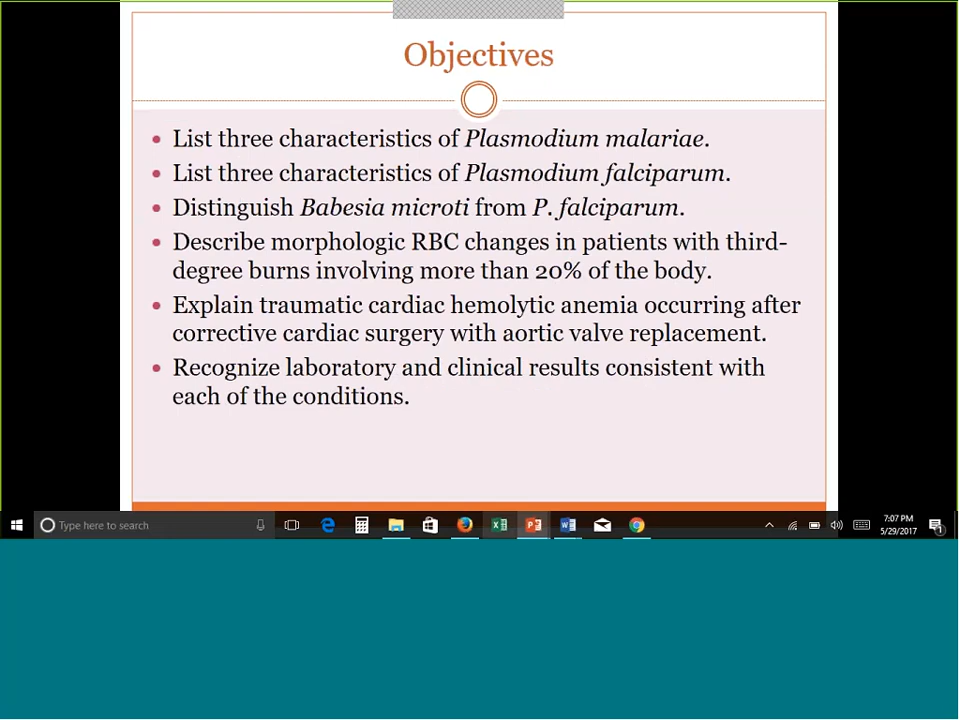 Objectives
List three characteristics of Plasmodium malariae.
List three characteristics of Plasmodium falciparum.
Distinguish Babesia microti from P. falciparum.
Describe morphologic RBC changes in patients with third-
degree burns involving more than 20% of the body.
Explain traumatic cardiac hemolytic anemia occurring after
corrective cardiac surgery with aortic valve replacement.
Recognize laboratory and clinical results consistent with
each of the conditions.
Type here to search
7:07 PM
5/29/2017